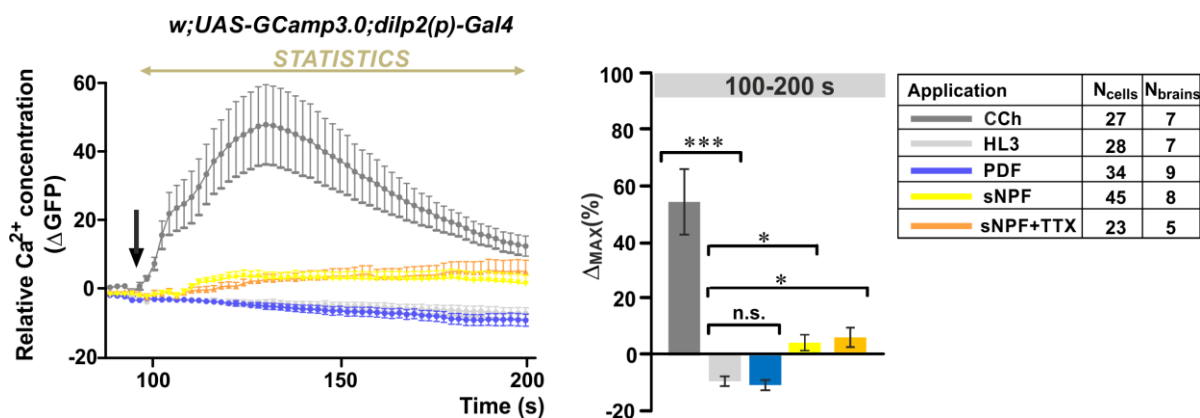 w;UAS-GCamp3.0;dilp2(p)-Gal4
STATISTICS
Relative Ca2+ concentration
(ΔGFP)
60
40
20
0
-20
100
150
200
Time (s)
100-200 s
ΔMAX(%)
100
80
60
40
20
0
-20
***
*
*
n.s.
Application Ncells Nbrains
CCh 27 7
HL3 28 7
PDF 34 9
sNPF 45 8
sNPF+TTX 23 5